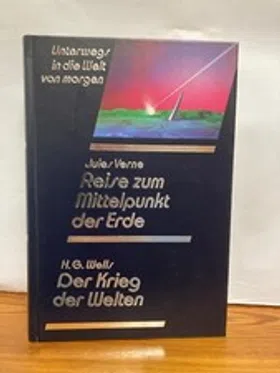 Unterwegs
in die Welt
von morgen
Jules Verne
Reise zum
Mittelpunkt
der Erde
H. G. Wells
Der Krieg
der Welten